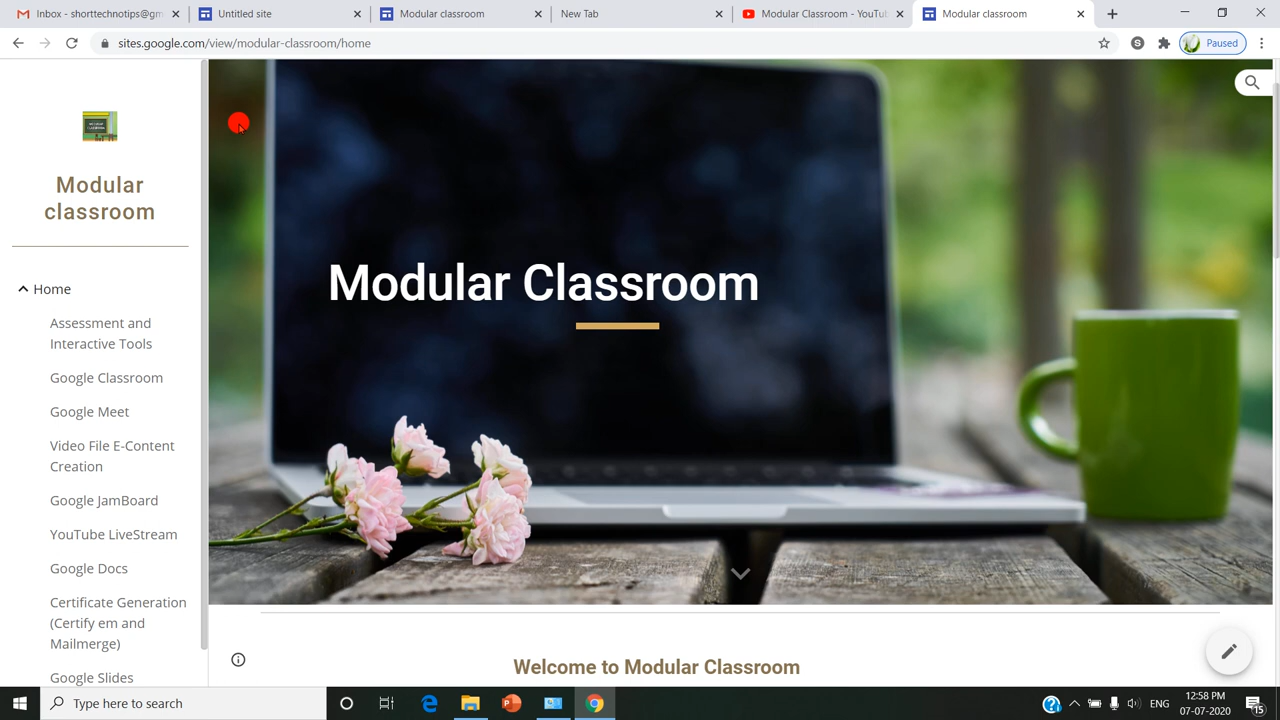 Inbox - shorttechnotips@gm
Untitled site
Modular classroom
New Tab
Modular Classroom - YouTu
Modular classroom
sites.google.com/view/modular-classroom/home
S
Paused
Modular
classroom
Home
Assessment and
Interactive Tools
Google Classroom
Google Meet
Video File E-Content
Creation
Google JamBoard
YouTube LiveStream
Google Docs
Certificate Generation
(Certify em and
Mailmerge)
Google Slides
Modular Classroom
Welcome to Modular Classroom
Type here to search
ENG
12:58 PM
07-07-2020
15